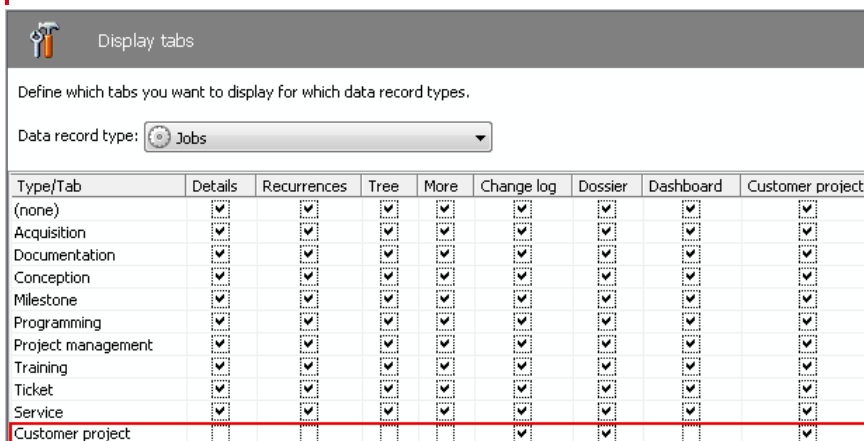 Display tabs
Define which tabs you want to display for which data record types.
Data record type: Jobs
Type/Tab Details Recurrences Tree More Change log Dossier Dashboard Customer project
(none)
Acquisition
Documentation
Conception
Milestone
Programming
Project management
Training
Ticket
Service
Customer project